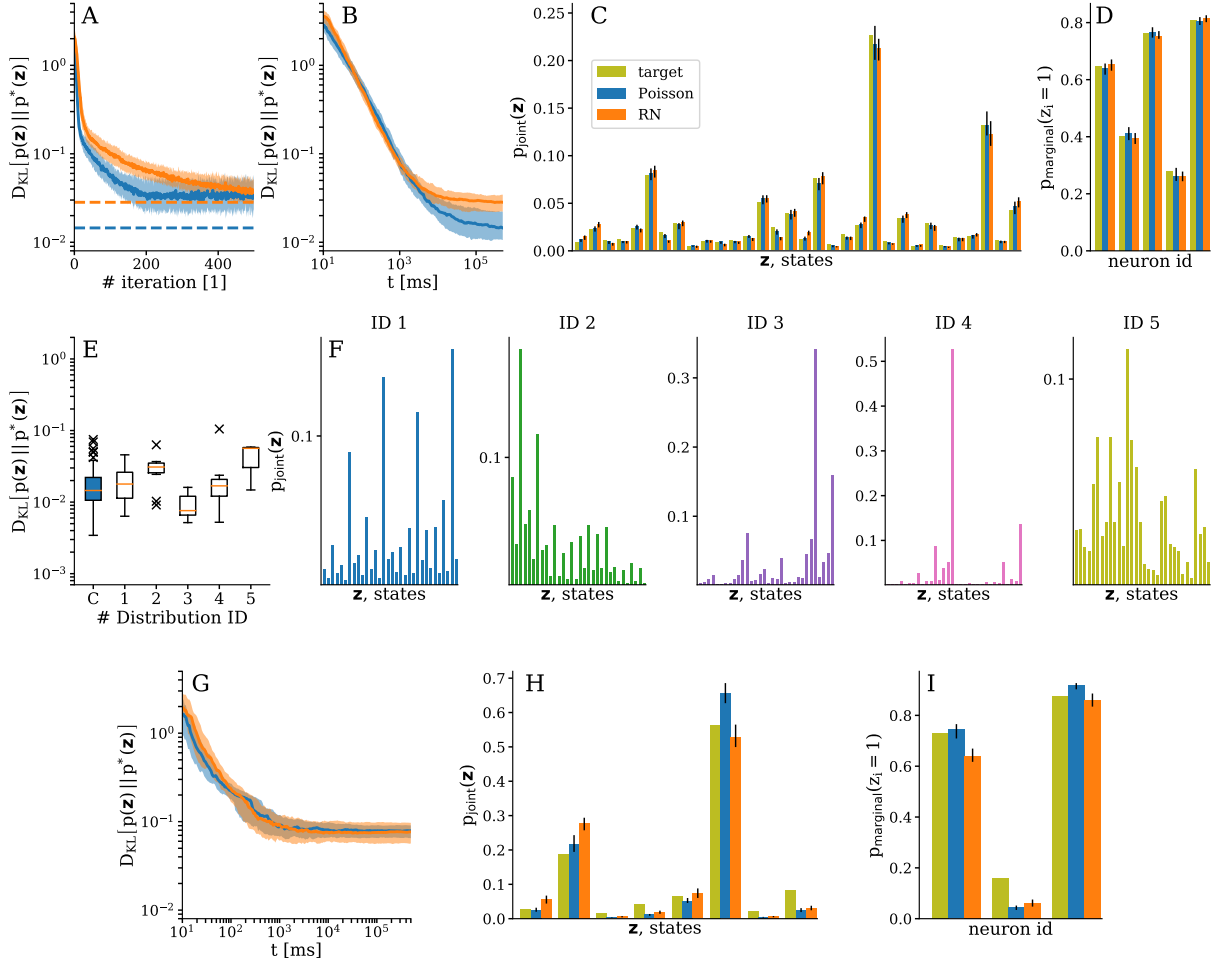 A
D_KL[p(z)||p*(z)]
10^0
10^-1
10^-2
0
200
400
# iteration [1]
B
D_KL[p(z)||p*(z)]
10^0
10^-1
10^-2
10^1
10^3
10^5
t [ms]
C
p_joint(z)
0.25
0.20
0.15
0.10
0.05
0.00
target
Poisson
RN
z, states
D
p_marginal(z_i = 1)
0.8
0.6
0.4
0.2
0.0
neuron id
E
D_KL[p(z)||p*(z)]
10^0
10^-1
10^-2
10^-3
C
1
2
3
4
5
# Distribution ID
F
ID 1
p_joint(z)
0.1
z, states
ID 2
0.1
z, states
ID 3
0.3
0.2
0.1
z, states
ID 4
0.5
0.4
0.3
0.2
0.1
z, states
ID 5
0.1
z, states
G
D_KL[p(z)||p*(z)]
10^0
10^-1
10^-2
10^1
10^2
10^3
10^4
10^5
t [ms]
H
p_joint(z)
0.7
0.6
0.5
0.4
0.3
0.2
0.1
0.0
z, states
I
p_marginal(z_i = 1)
0.8
0.6
0.4
0.2
0.0
neuron id